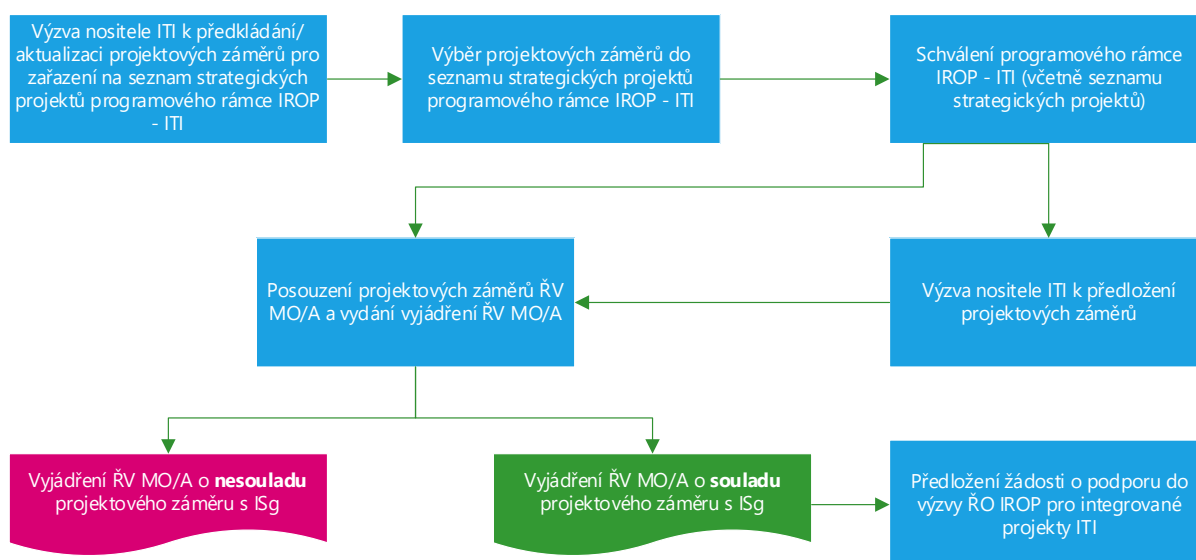 Výzva nositele ITI k předkládání/
aktualizaci projektových záměrů pro
zařazení na seznam strategických
projektů programového rámce IROP
- ITI
Výběr projektových záměrů do
seznamu strategických projektů
programového rámce IROP - ITI
Schválení programového rámce
IROP - ITI (včetně seznamu
strategických projektů)
Posouzení projektových záměrů ŘV
MO/A a vydání vyjádření ŘV MO/A
Výzva nositele ITI k předložení
projektových záměrů
Vyjádření ŘV MO/A o nesouladu
projektového záměru s ISg
Vyjádření ŘV MO/A o souladu
projektového záměru s ISg
Předložení žádosti o podporu do
výzvy ŘO IROP pro integrované
projekty ITI